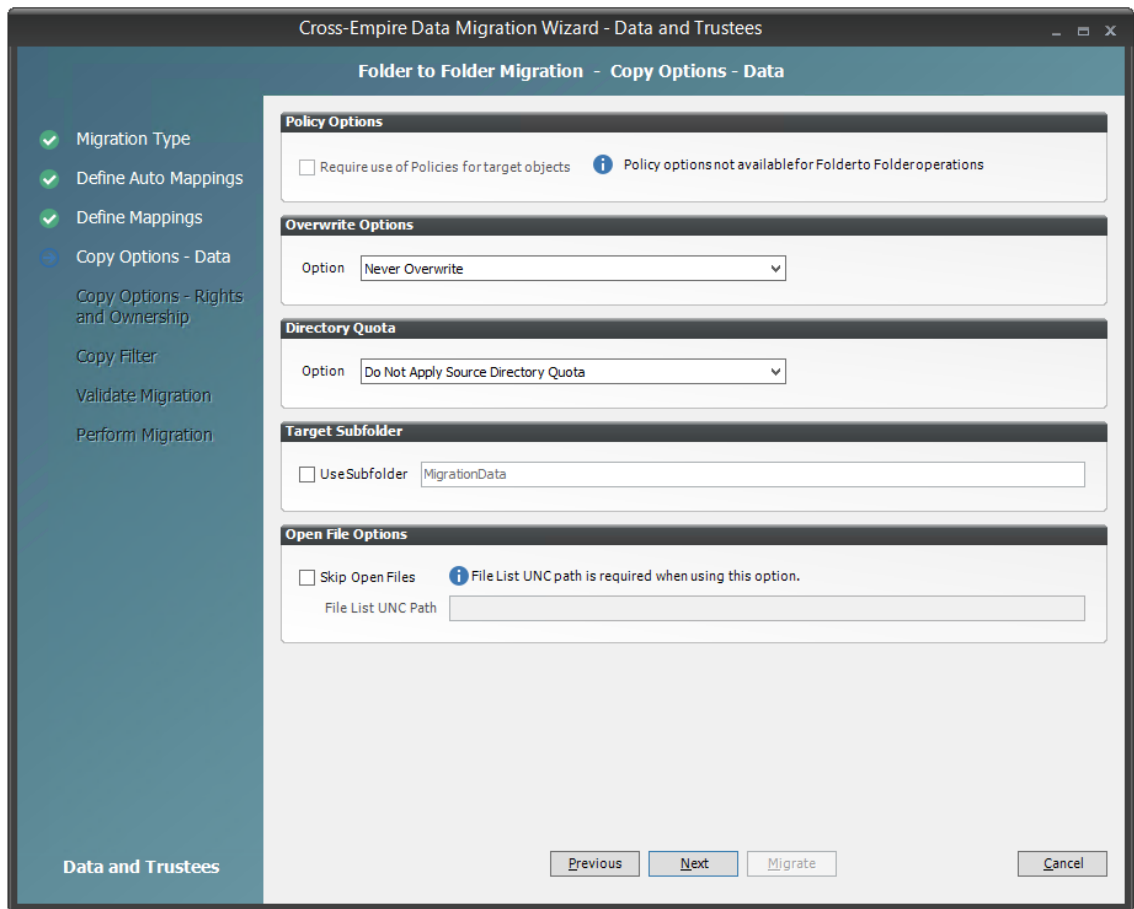 Cross-Empire Data Migration Wizard - Data and Trustees
Folder to Folder Migration - Copy Options - Data
Migration Type
Define Auto Mappings
Define Mappings
Copy Options - Data
Copy Options - Rights
and Ownership
Copy Filter
Validate Migration
Perform Migration
Data and Trustees
Policy Options
Require use of Policies for target objects
Policy options not available for Folder to Folder operations
Overwrite Options
Option
Never Overwrite
Directory Quota
Option
Do Not Apply Source Directory Quota
Target Subfolder
Use Subfolder
MigrationData
Open File Options
Skip Open Files
File List UNC path is required when using this option.
File List UNC Path
Previous
Next
Migrate
Cancel